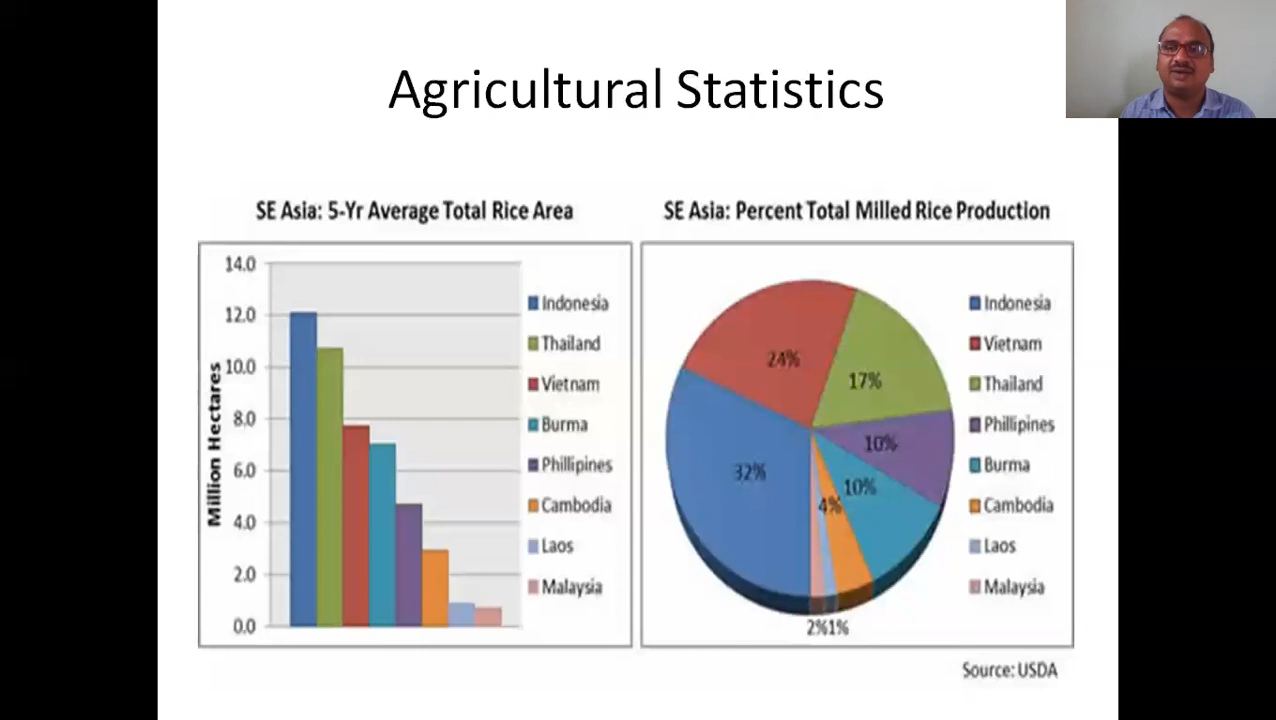 Agricultural Statistics
SE Asia: 5-Yr Average Total Rice Area
Million Hectares
14.0
12.0
10.0
8.0
6.0
4.0
2.0
0.0
Indonesia
Thailand
Vietnam
Burma
Phillipines
Cambodia
Laos
Malaysia
SE Asia: Percent Total Milled Rice Production
24%
17%
10%
32%
10%
4%
2%1%
Indonesia
Vietnam
Thailand
Phillipines
Burma
Cambodia
Laos
Malaysia
Source: USDA